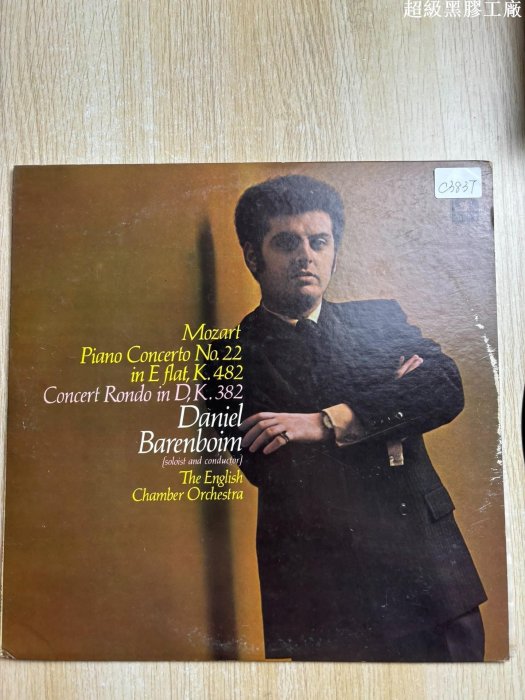 超級黑膠工廠
C3837
Mozart
Piano Concerto No. 22
in E flat, K. 482
Concert Rondo in D, K. 382
Daniel
Barenboim
(soloist and conductor)
The English
Chamber Orchestra